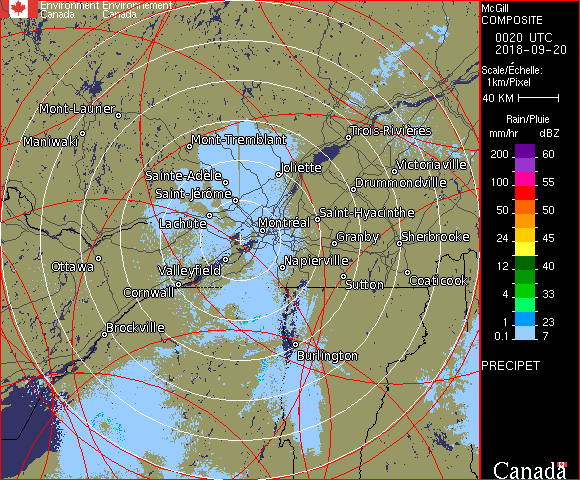 Environment Environnement
Canada Canada
Mont-Laurier
Maniwaki
Mont-Tremblant
Trois-Rivières
Joliette
Victoriaville
Sainte-Adèle
Drummondville
Saint-Jérôme
Saint-Hyacinthe
Lachute
Montréal
Granby
Sherbrooke
Ottawa
Valleyfield
Napierville
Sutton
Coaticook
Cornwall
Brockville
Burlington
McGill
COMPOSITE
0020 UTC
2018-09-20
Scale/Échelle:
1km/Pixel
40 KM
Rain/Pluie
mm/hr dBZ
200 60
100 55
50 50
24 45
12 40
4 33
1 23
0.1 7
PRECIPET
Canada